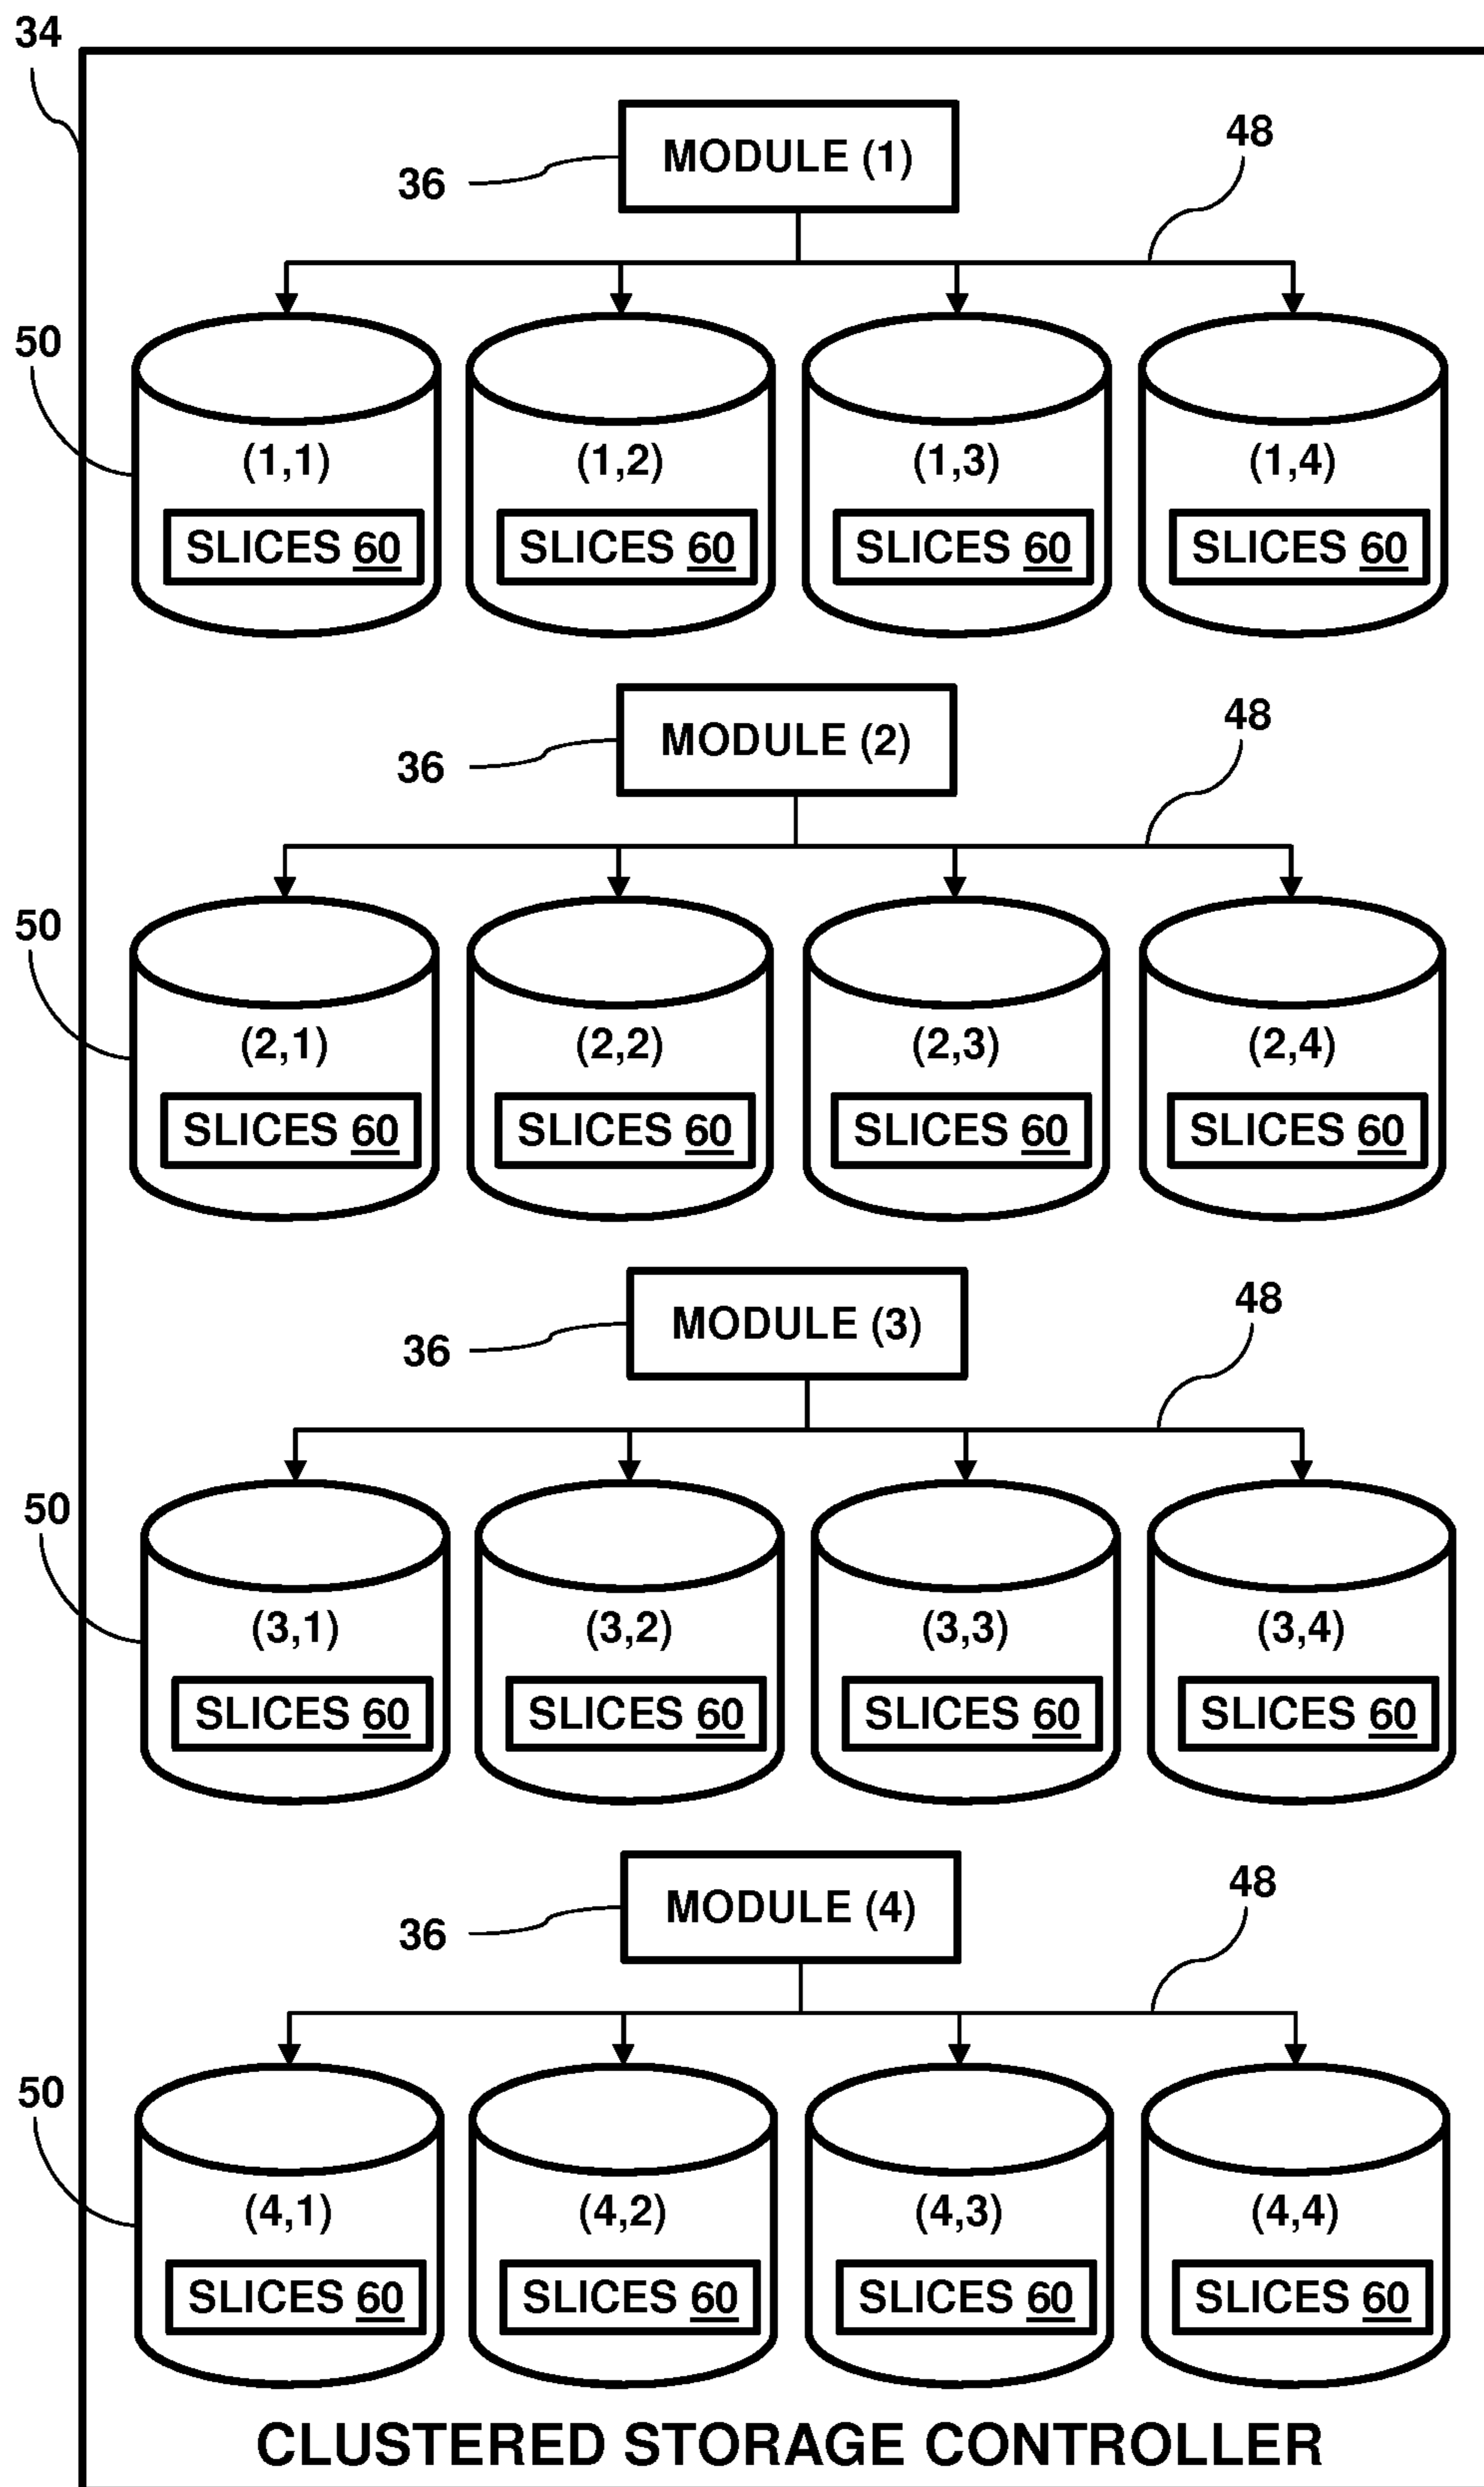 34
MODULE (1)
48
36
50
(1,1) (1,2) (1,3) (1,4)
SLICES 60 SLICES 60 SLICES 60 SLICES 60
MODULE (2)
48
36
50
(2,1) (2,2) (2,3) (2,4)
SLICES 60 SLICES 60 SLICES 60 SLICES 60
MODULE (3)
48
36
50
(3,1) (3,2) (3,3) (3,4)
SLICES 60 SLICES 60 SLICES 60 SLICES 60
MODULE (4)
48
36
50
(4,1) (4,2) (4,3) (4,4)
SLICES 60 SLICES 60 SLICES 60 SLICES 60
CLUSTERED STORAGE CONTROLLER